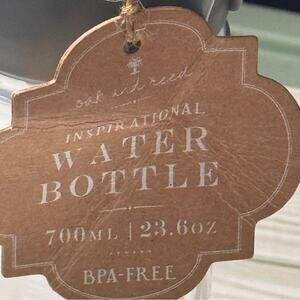 oak and reed
INSPIRATIONAL
WATER
BOTTLE
700ML | 23.6OZ
BPA-FREE